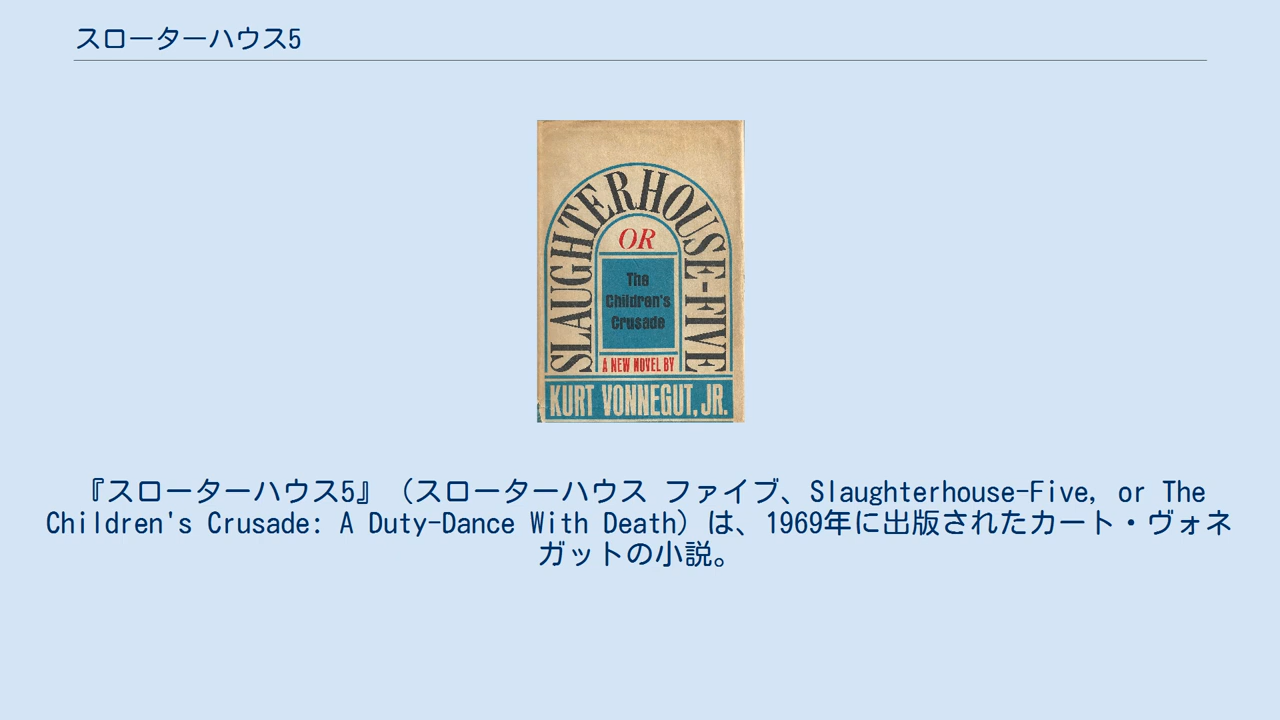 スローターハウス5
SLAUGHTERHOUSE-FIVE
OR
The
Children's
Crusade
A NEW NOVEL BY
KURT VONNEGUT, JR.
『スローターハウス5』（スローターハウス ファイブ、Slaughterhouse-Five, or The
Children's Crusade: A Duty-Dance With Death）は、1969年に出版されたカート・ヴォネ
ガットの小説。